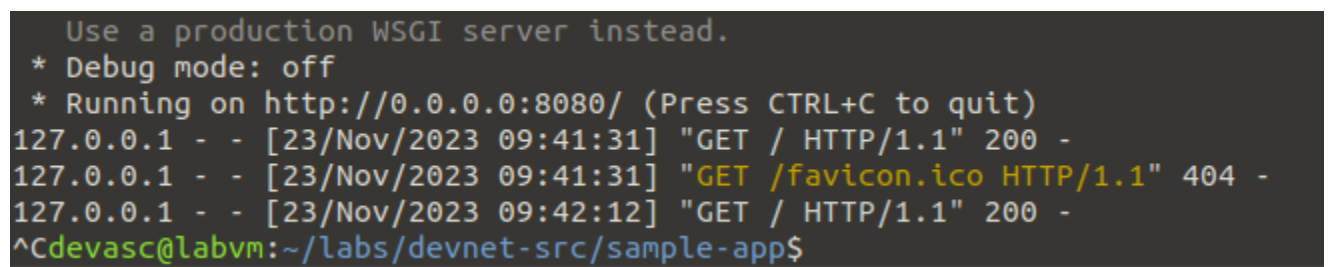 Use a production WSGI server instead.
* Debug mode: off
* Running on http://0.0.0.0:8080/ (Press CTRL+C to quit)
127.0.0.1 - - [23/Nov/2023 09:41:31] "GET / HTTP/1.1" 200 -
127.0.0.1 - - [23/Nov/2023 09:41:31] "GET /favicon.ico HTTP/1.1" 404 -
127.0.0.1 - - [23/Nov/2023 09:42:12] "GET / HTTP/1.1" 200 -
^Cdevasc@labvm:~/labs/devnet-src/sample-app$